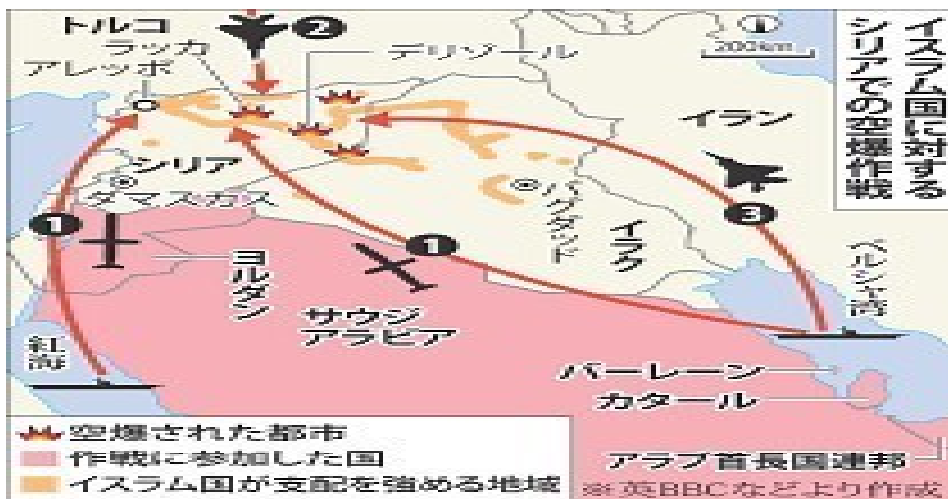 イスラム国に対する
シリアでの空爆作戦
トルコ
ラッカ
アレッポ
❷
デリゾール
①
200km
イラン
シリア
ダマスカス
バグダッド
イラク
❸
❶
❶
ヨルダン
サウジ
アラビア
ペルシャ湾
紅海
バーレーン
カタール
アラブ首長国連邦
空爆された都市
作戦に参加した国
イスラム国が支配を強める地域
※英BBCなどより作成